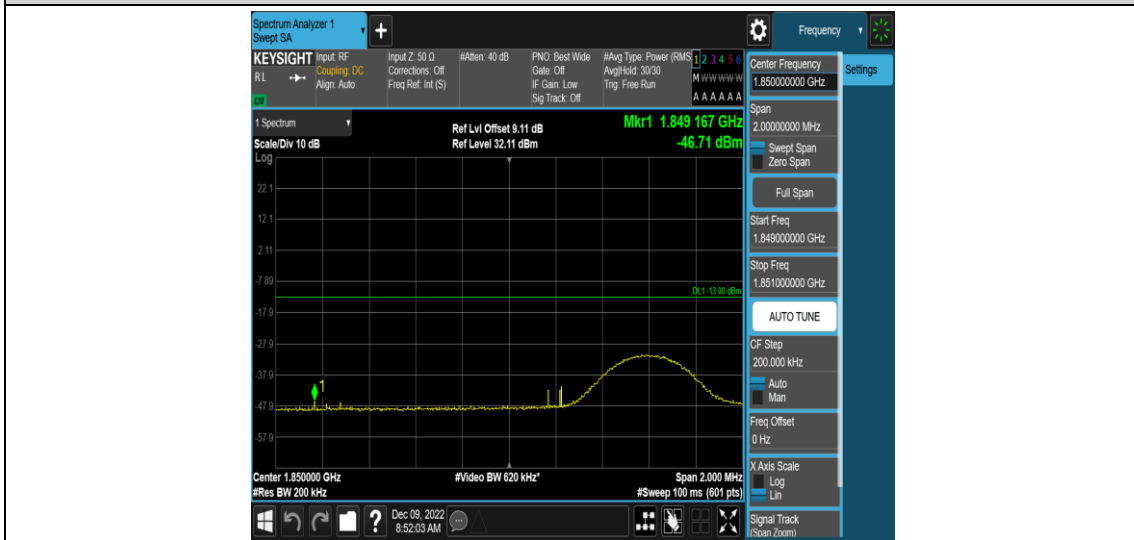 Spectrum Analyzer 1
Swept SA
Frequency
KEYSIGHT
RL
LXI
Input: RF
Coupling: DC
Align: Auto
Input Z: 50 Ω
Corrections: Off
Freq Ref: Int (S)
#Atten: 40 dB
PNO: Best Wide
Gate: Off
IF Gain: Low
Sig Track: Off
#Avg Type: Power (RMS
Avg|Hold: 30/30
Trig: Free Run
1 2 3 4 5 6
M W W W W W
A A A A A A
1 Spectrum
Scale/Div 10 dB
Log
Ref Lvl Offset 9.11 dB
Ref Level 32.11 dBm
Mkr1 1.849 167 GHz
-46.71 dBm
22.1
12.1
2.11
-7.89
DL1 -13.00 dBm
-17.9
-27.9
-37.9
1
-47.9
-57.9
Center 1.850000 GHz
#Video BW 620 kHz*
Span 2.000 MHz
#Res BW 200 kHz
#Sweep 100 ms (601 pts)
Dec 09, 2022
8:52:03 AM
Center Frequency
1.850000000 GHz
Settings
Span
2.00000000 MHz
Swept Span
Zero Span
Full Span
Start Freq
1.849000000 GHz
Stop Freq
1.851000000 GHz
AUTO TUNE
CF Step
200.000 kHz
Auto
Man
Freq Offset
0 Hz
X Axis Scale
Log
Lin
Signal Track
(Span Zoom)